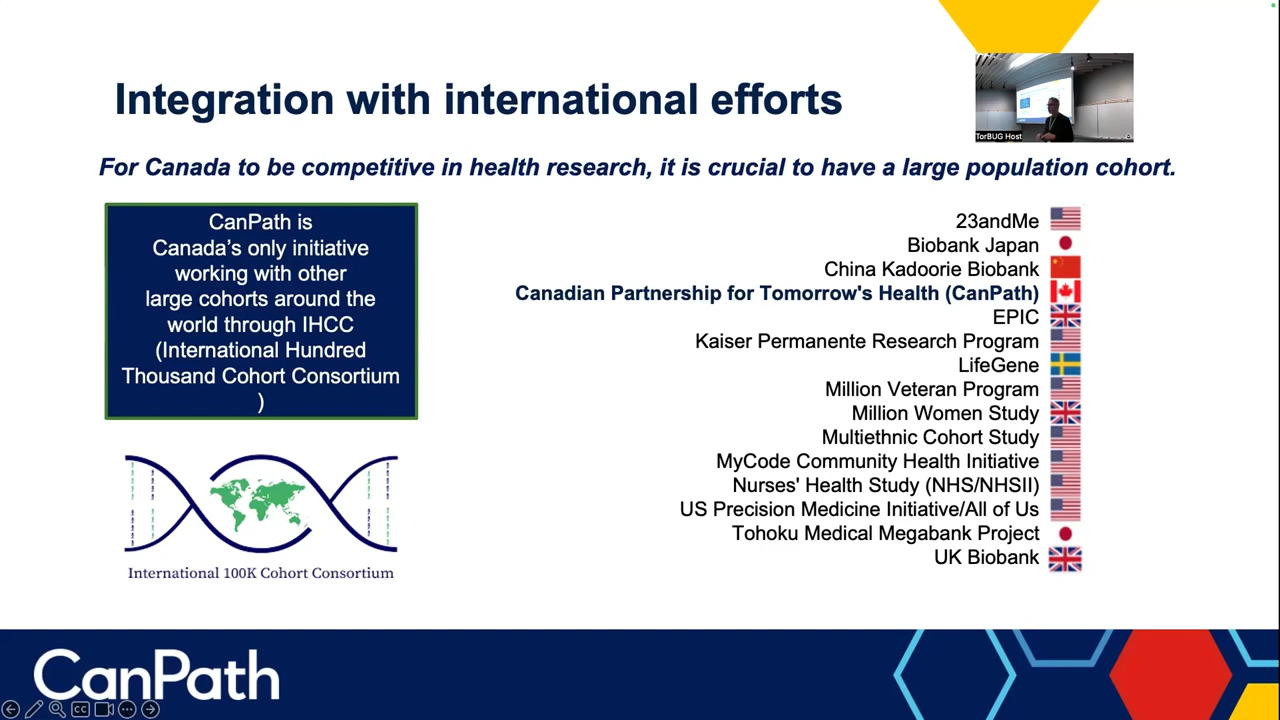 Integration with international efforts
TorBUG Host
For Canada to be competitive in health research, it is crucial to have a large population cohort.
CanPath is
Canada’s only initiative
working with other
large cohorts around the
world through IHCC
(International Hundred
Thousand Cohort Consortium
)
International 100K Cohort Consortium
23andMe
Biobank Japan
China Kadoorie Biobank
Canadian Partnership for Tomorrow's Health (CanPath)
EPIC
Kaiser Permanente Research Program
LifeGene
Million Veteran Program
Million Women Study
Multiethnic Cohort Study
MyCode Community Health Initiative
Nurses' Health Study (NHS/NHSII)
US Precision Medicine Initiative/All of Us
Tohoku Medical Megabank Project
UK Biobank
CanPath
CC